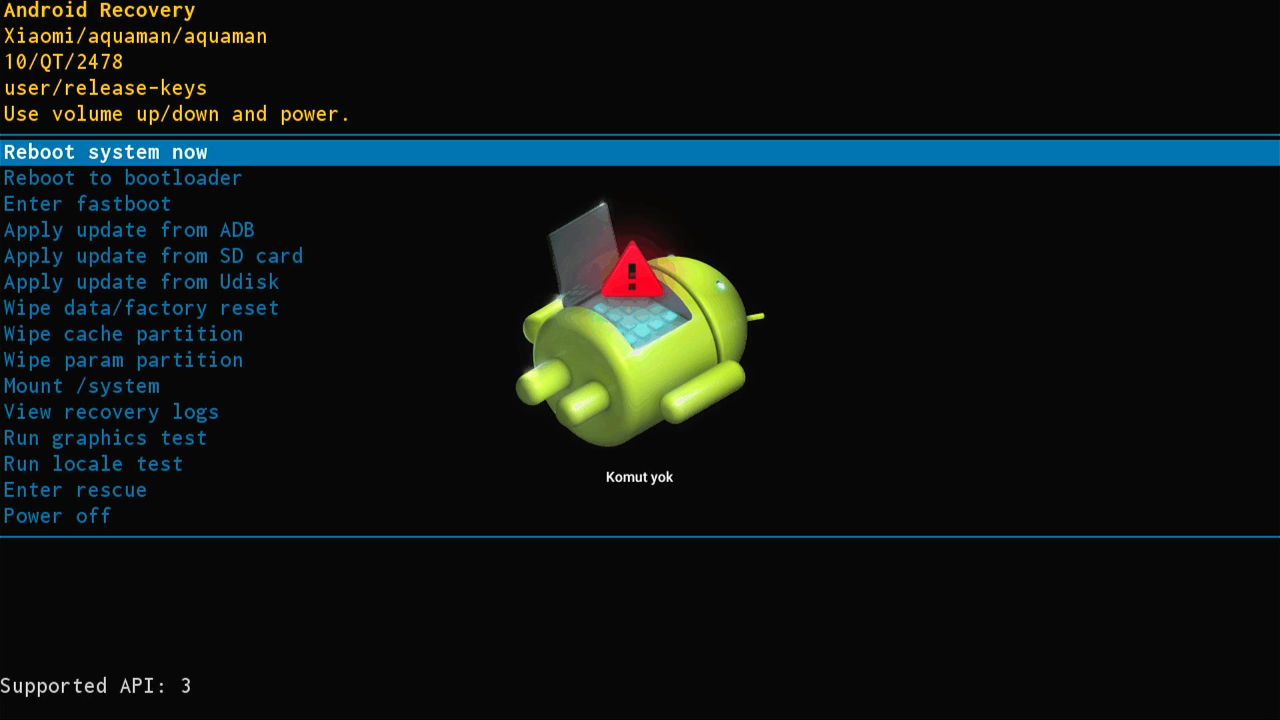 Android Recovery
Xiaomi/aquaman/aquaman
10/QT/2478
user/release-keys
Use volume up/down and power.
Reboot system now
Reboot to bootloader
Enter fastboot
Apply update from ADB
Apply update from SD card
Apply update from Udisk
Wipe data/factory reset
Wipe cache partition
Wipe param partition
Mount /system
View recovery logs
Run graphics test
Run locale test
Enter rescue
Power off
Komut yok
Supported API: 3